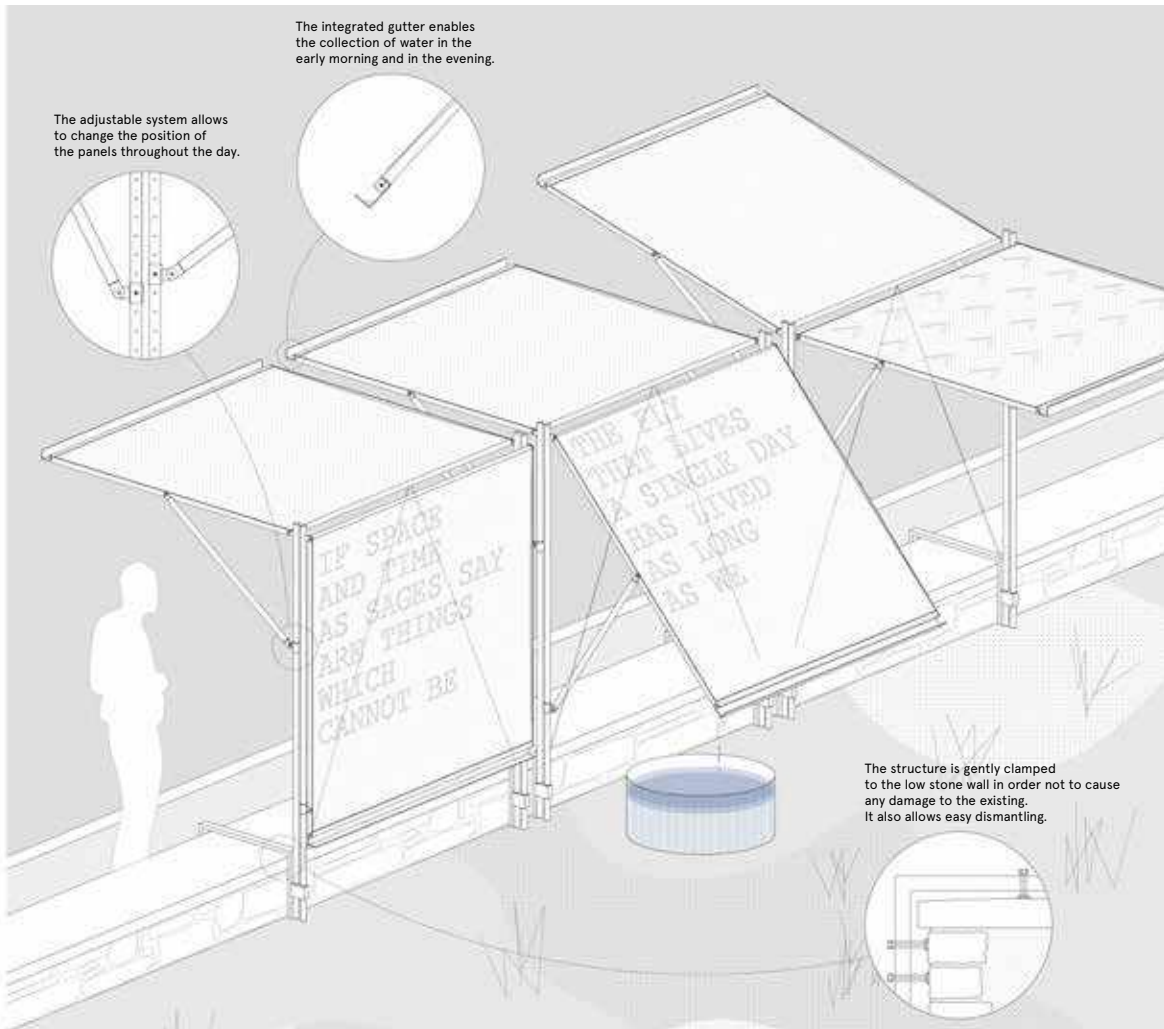 The integrated gutter enables
the collection of water in the
early morning and in the evening.
The adjustable system allows
to change the position of
the panels throughout the day.
THE FLY
THAT LIVES
A SINGLE DAY
HAS LIVED
AS LONG
AS WE
IF SPACE
AND TIME
AS SAGES SAY
ARE THINGS
WHICH
CANNOT BE
The structure is gently clamped
to the low stone wall in order not to cause
any damage to the existing.
It also allows easy dismantling.